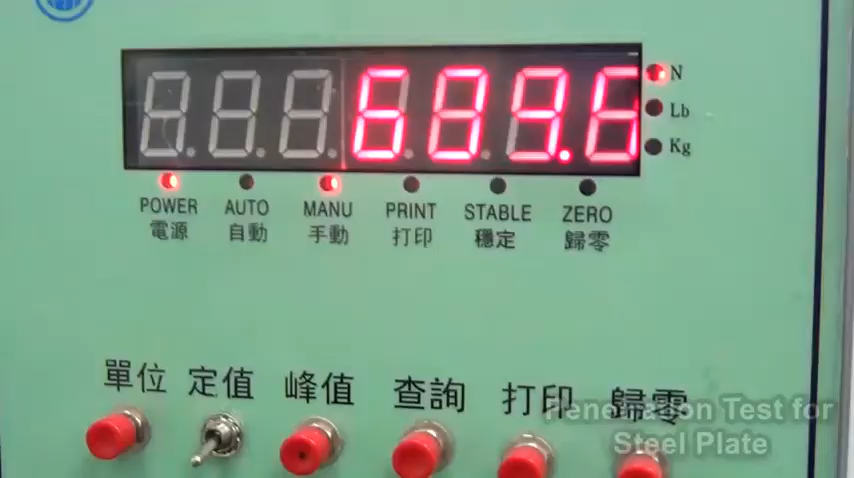 N
Lb
Kg
POWER AUTO MANU PRINT STABLE ZERO
電源 自動 手動 打印 穩定 歸零
單位 定值 峰值 查詢 打印 歸零
Penetration Test for
Steel Plate